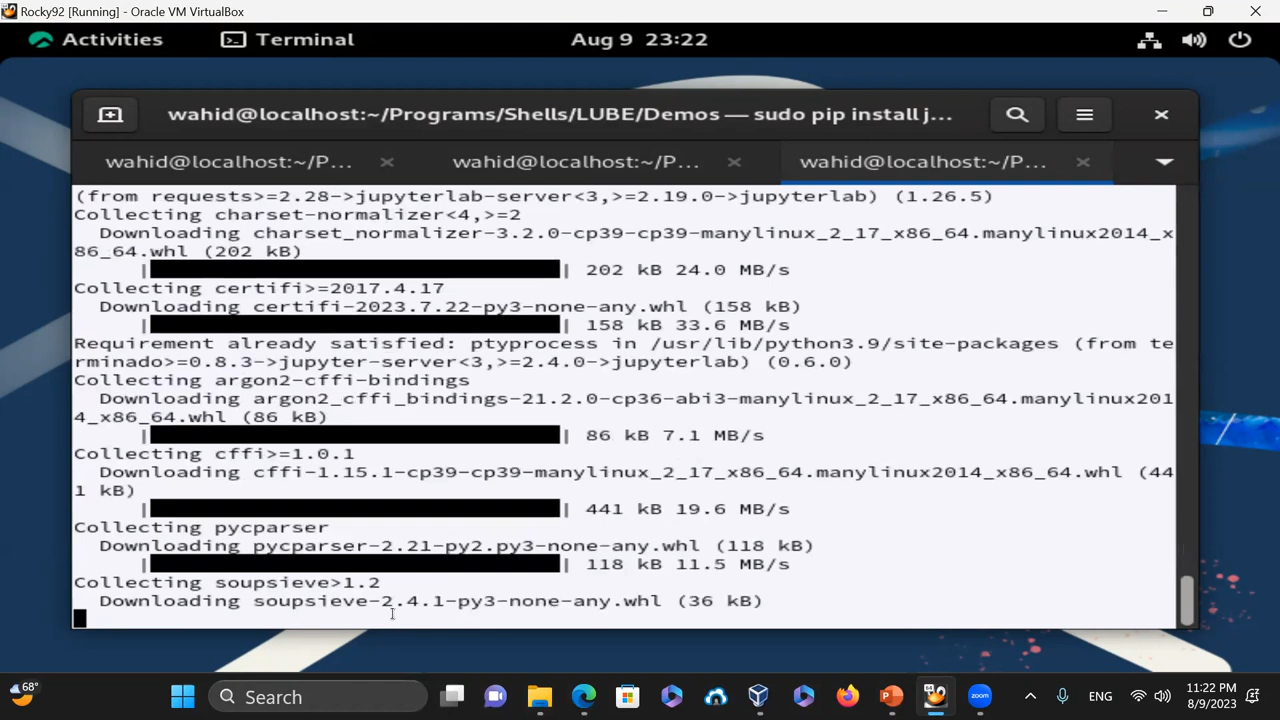 Rocky92 [Running] - Oracle VM VirtualBox
Activities Terminal Aug 9 23:22
wahid@localhost:~/Programs/Shells/LUBE/Demos — sudo pip install j...
wahid@localhost:~/P... wahid@localhost:~/P... wahid@localhost:~/P...
(from requests>=2.28->jupyterlab-server<3,>=2.19.0->jupyterlab) (1.26.5)
Collecting charset-normalizer<4,>=2
Downloading charset_normalizer-3.2.0-cp39-cp39-manylinux_2_17_x86_64.manylinux2014_x
86_64.whl (202 kB)
| | 202 kB 24.0 MB/s
Collecting certifi>=2017.4.17
Downloading certifi-2023.7.22-py3-none-any.whl (158 kB)
| | 158 kB 33.6 MB/s
Requirement already satisfied: ptyprocess in /usr/lib/python3.9/site-packages (from te
rminado>=0.8.3->jupyter-server<3,>=2.4.0->jupyterlab) (0.6.0)
Collecting argon2-cffi-bindings
Downloading argon2_cffi_bindings-21.2.0-cp36-abi3-manylinux_2_17_x86_64.manylinux201
4_x86_64.whl (86 kB)
| | 86 kB 7.1 MB/s
Collecting cffi>=1.0.1
Downloading cffi-1.15.1-cp39-cp39-manylinux_2_17_x86_64.manylinux2014_x86_64.whl (44
1 kB)
| | 441 kB 19.6 MB/s
Collecting pycparser
Downloading pycparser-2.21-py2.py3-none-any.whl (118 kB)
| | 118 kB 11.5 MB/s
Collecting soupsieve>1.2
Downloading soupsieve-2.4.1-py3-none-any.whl (36 kB)
68°
Search
zoom
ENG
11:22 PM
8/9/2023